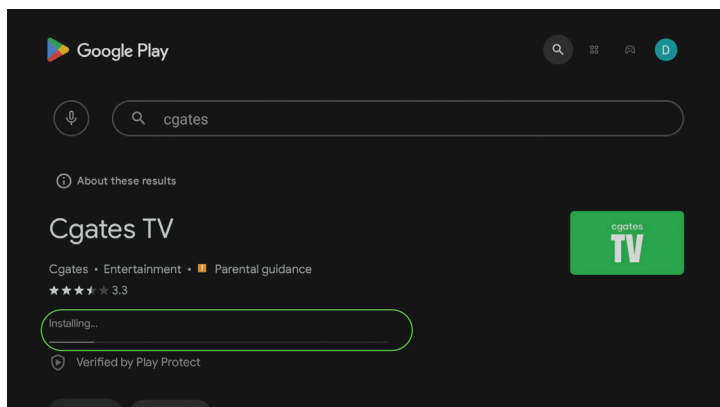 Google Play
D
cgates
About these results
Cgates TV
cgates
TV
Cgates • Entertainment • Parental guidance
3.3
Installing...
Verified by Play Protect